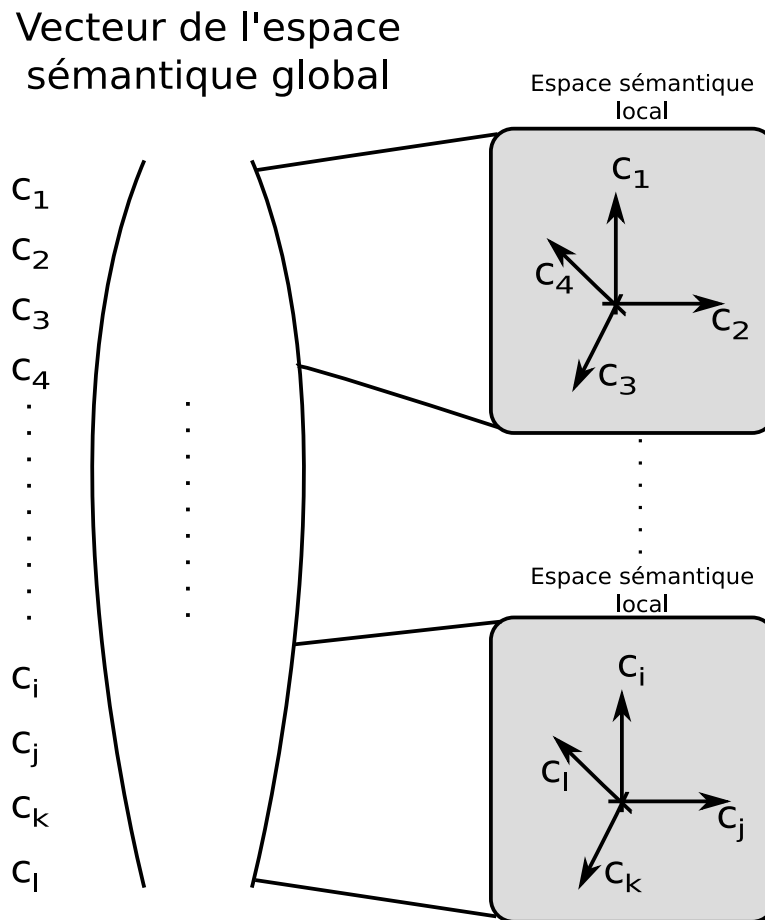 Vecteur de l'espace
sémantique global
c₁
c₂
c₃
c₄
cᵢ
cⱼ
cₖ
cₗ
Espace sémantique
local
c₁
c₄
c₂
c₃
Espace sémantique
local
cᵢ
cₗ
cⱼ
cₖ